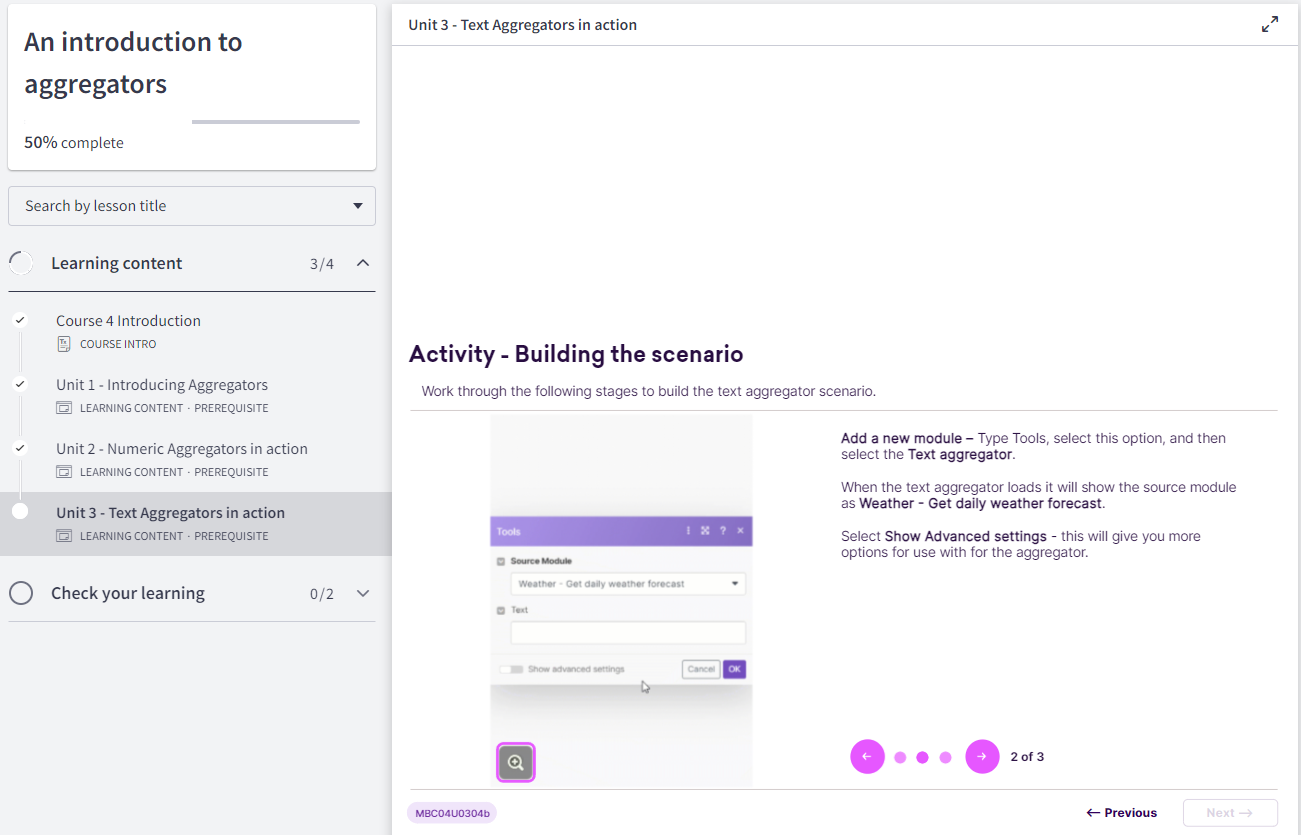 An introduction to
aggregators
50% complete
Search by lesson title
Learning content 3/4
Course 4 Introduction
COURSE INTRO
Unit 1 - Introducing Aggregators
LEARNING CONTENT · PREREQUISITE
Unit 2 - Numeric Aggregators in action
LEARNING CONTENT · PREREQUISITE
Unit 3 - Text Aggregators in action
LEARNING CONTENT · PREREQUISITE
Check your learning 0/2
Unit 3 - Text Aggregators in action
Activity - Building the scenario
Work through the following stages to build the text aggregator scenario.
Tools
Source Module
Weather - Get daily weather forecast
Text
Show advanced settings Cancel OK
Add a new module – Type Tools, select this option, and then
select the Text aggregator.
When the text aggregator loads it will show the source module
as Weather - Get daily weather forecast.
Select Show Advanced settings - this will give you more
options for use with for the aggregator.
2 of 3
MBC04U0304b
← Previous
Next →